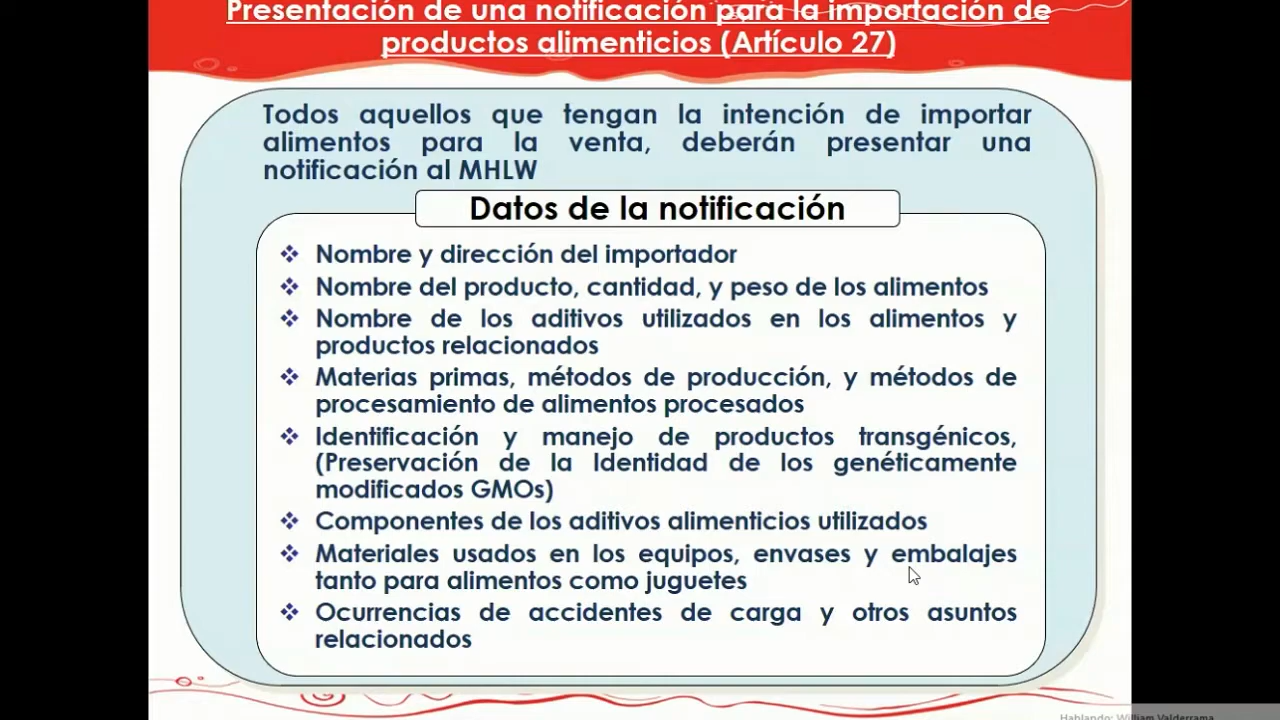 Presentación de una notificación para la importación de
productos alimenticios (Artículo 27)
Todos aquellos que tengan la intención de importar
alimentos para la venta, deberán presentar una
notificación al MHLW
Datos de la notificación
❖ Nombre y dirección del importador
❖ Nombre del producto, cantidad, y peso de los alimentos
❖ Nombre de los aditivos utilizados en los alimentos y
productos relacionados
❖ Materias primas, métodos de producción, y métodos de
procesamiento de alimentos procesados
❖ Identificación y manejo de productos transgénicos,
(Preservación de la Identidad de los genéticamente
modificados GMOs)
❖ Componentes de los aditivos alimenticios utilizados
❖ Materiales usados en los equipos, envases y embalajes
tanto para alimentos como juguetes
❖ Ocurrencias de accidentes de carga y otros asuntos
relacionados
Hablando: William Valderrama